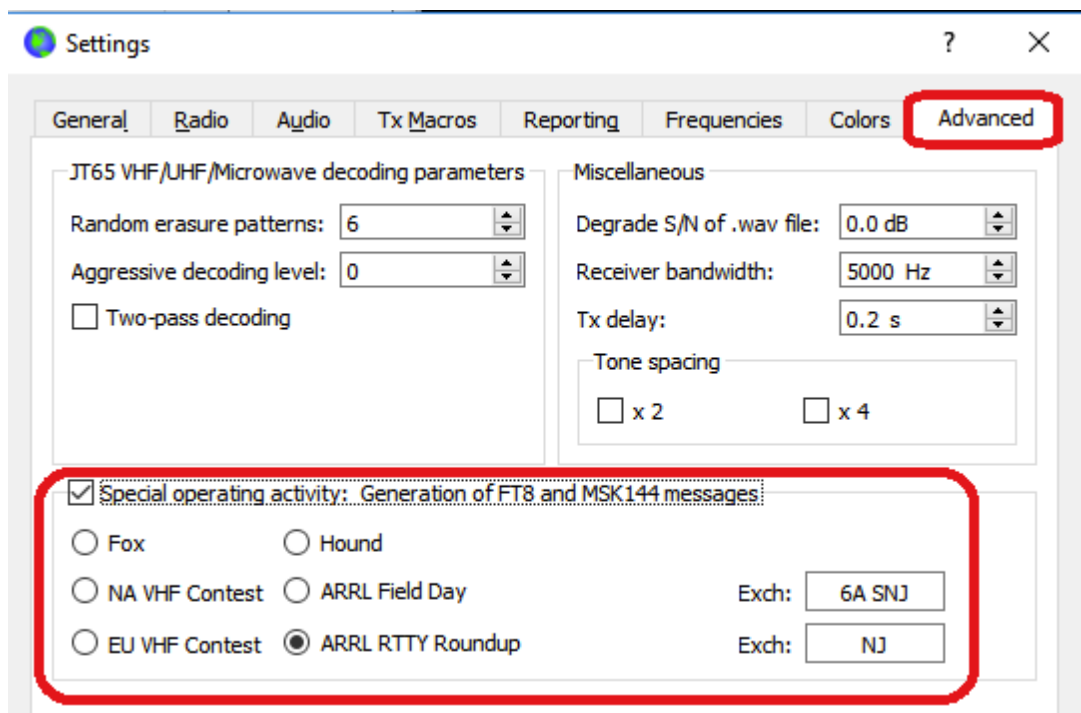 Settings ?
General Radio Audio Tx Macros Reporting Frequencies Colors Advanced
JT65 VHF/UHF/Microwave decoding parameters
Random erasure patterns: 6
Aggressive decoding level: 0
Two-pass decoding
Miscellaneous
Degrade S/N of .wav file: 0.0 dB
Receiver bandwidth: 5000 Hz
Tx delay: 0.2 s
Tone spacing
x 2 x 4
Special operating activity: Generation of FT8 and MSK144 messages
Fox Hound
NA VHF Contest ARRL Field Day Exch: 6A SNJ
EU VHF Contest ARRL RTTY Roundup Exch: NJ